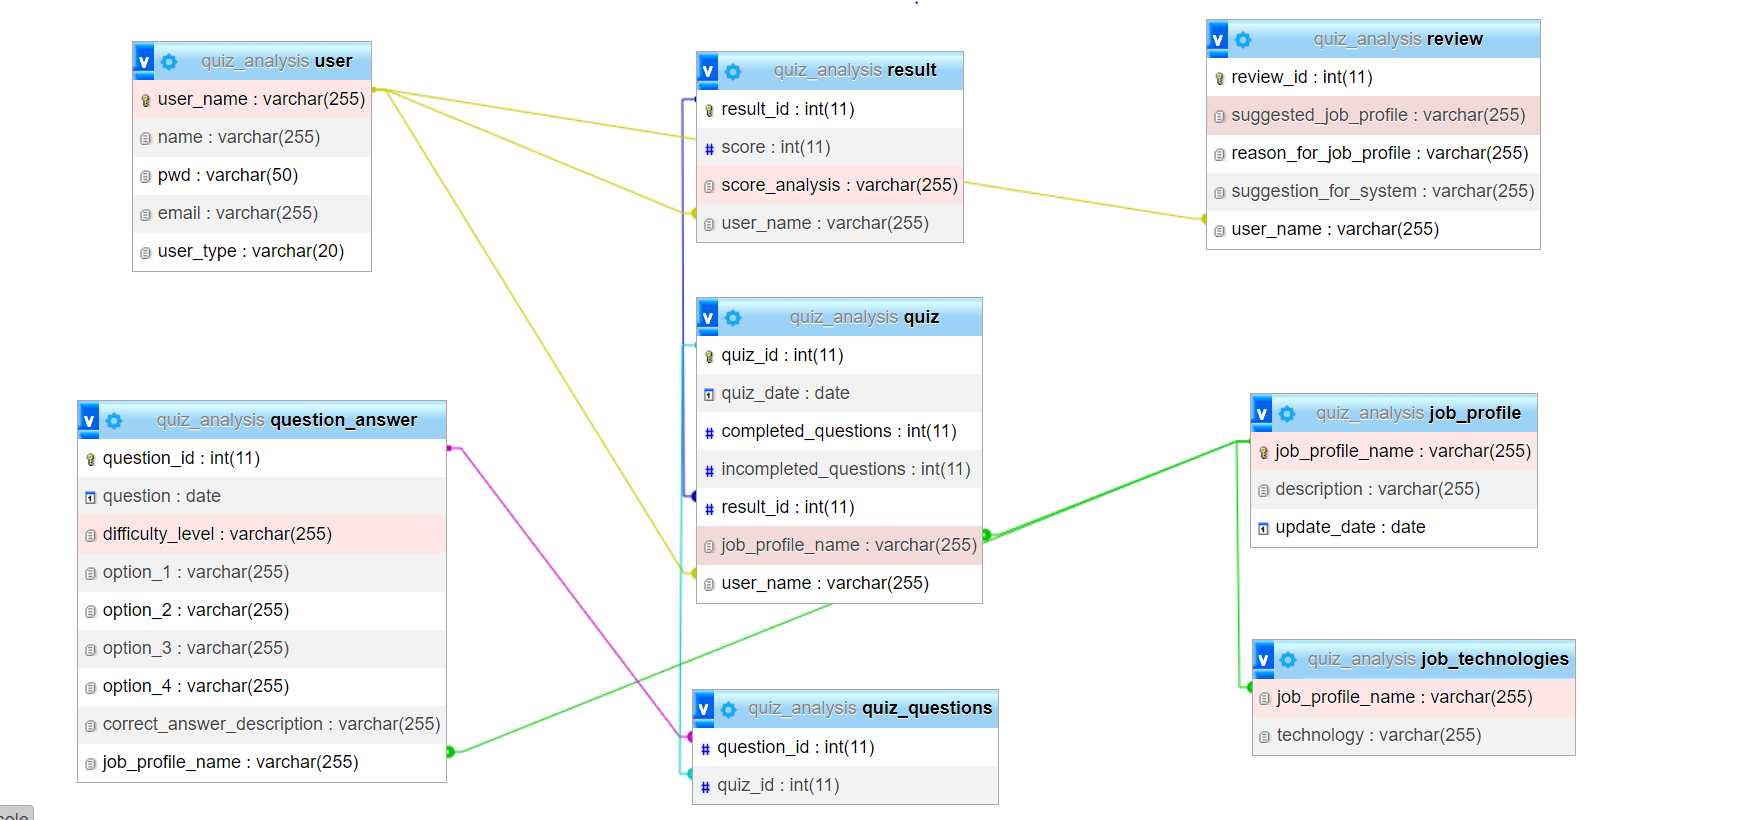 quiz_analysis user
user_name : varchar(255)
name : varchar(255)
pwd : varchar(50)
email : varchar(255)
user_type : varchar(20)
quiz_analysis result
result_id : int(11)
score : int(11)
score_analysis : varchar(255)
user_name : varchar(255)
quiz_analysis review
review_id : int(11)
suggested_job_profile : varchar(255)
reason_for_job_profile : varchar(255)
suggestion_for_system : varchar(255)
user_name : varchar(255)
quiz_analysis quiz
quiz_id : int(11)
quiz_date : date
completed_questions : int(11)
incompleted_questions : int(11)
result_id : int(11)
job_profile_name : varchar(255)
user_name : varchar(255)
quiz_analysis question_answer
question_id : int(11)
question : date
difficulty_level : varchar(255)
option_1 : varchar(255)
option_2 : varchar(255)
option_3 : varchar(255)
option_4 : varchar(255)
correct_answer_description : varchar(255)
job_profile_name : varchar(255)
quiz_analysis job_profile
job_profile_name : varchar(255)
description : varchar(255)
update_date : date
quiz_analysis quiz_questions
question_id : int(11)
quiz_id : int(11)
quiz_analysis job_technologies
job_profile_name : varchar(255)
technology : varchar(255)